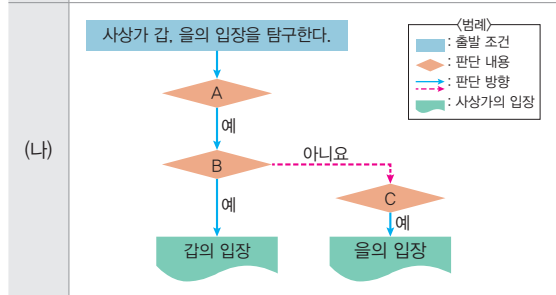 사상가 갑, 을의 입장을 탐구한다.
〈범례〉
: 출발 조건
: 판단 내용
: 판단 방향
: 사상가의 입장
A
예
(나)
B
아니요
예
C
예
갑의 입장
을의 입장